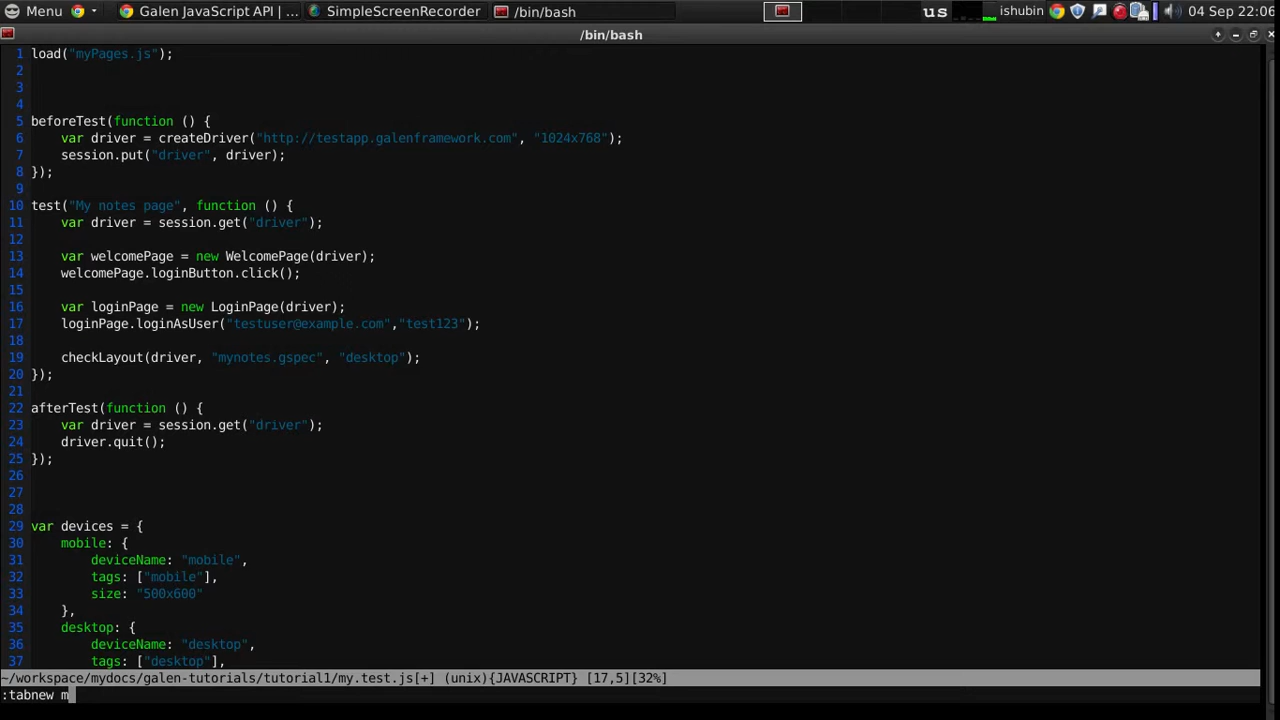 Menu Galen JavaScript API | ... SimpleScreenRecorder /bin/bash us ishubin 04 Sep 22:06
/bin/bash
1 load("myPages.js");
2
3
4
5 beforeTest(function () {
6     var driver = createDriver("http://testapp.galenframework.com", "1024x768");
7     session.put("driver", driver);
8 });
9
10 test("My notes page", function () {
11     var driver = session.get("driver");
12
13     var welcomePage = new WelcomePage(driver);
14     welcomePage.loginButton.click();
15
16     var loginPage = new LoginPage(driver);
17     loginPage.loginAsUser("testuser@example.com","test123");
18
19     checkLayout(driver, "mynotes.gspec", "desktop");
20 });
21
22 afterTest(function () {
23     var driver = session.get("driver");
24     driver.quit();
25 });
26
27
28
29 var devices = {
30     mobile: {
31         deviceName: "mobile",
32         tags: ["mobile"],
33         size: "500x600"
34     },
35     desktop: {
36         deviceName: "desktop",
37         tags: ["desktop"],
~/workspace/mydocs/galen-tutorials/tutorial1/my.test.js[+] (unix){JAVASCRIPT} [17,5][32%]
:tabnew m